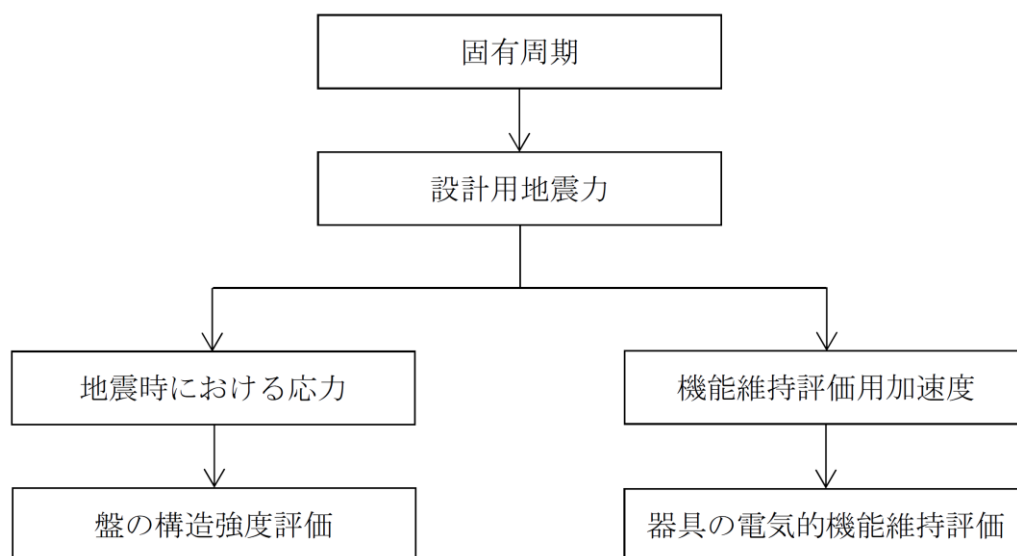 固有周期
設計用地震力
地震時における応力
機能維持評価用加速度
盤の構造強度評価
器具の電気的機能維持評価